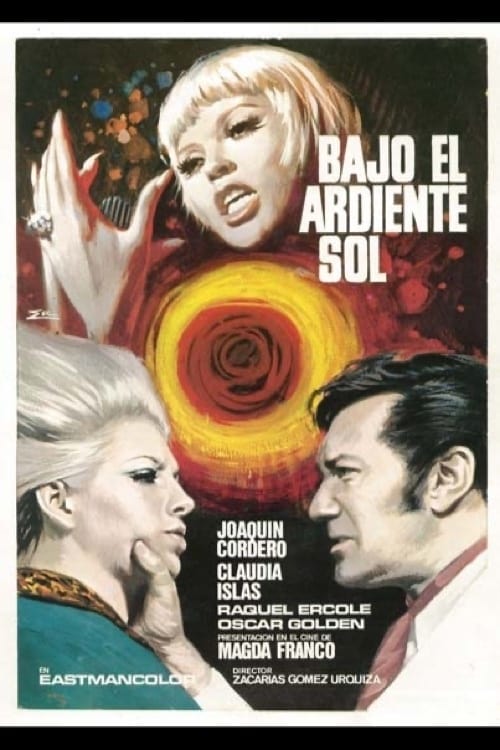 BAJO EL
ARDIENTE
SOL
JOAQUIN
CORDERO
CLAUDIA
ISLAS
RAQUEL ERCOLE
OSCAR GOLDEN
PRESENTACION EN EL CINE DE
MAGDA FRANCO
EN
EASTMANCOLOR
DIRECTOR
ZACARIAS GOMEZ URQUIZA